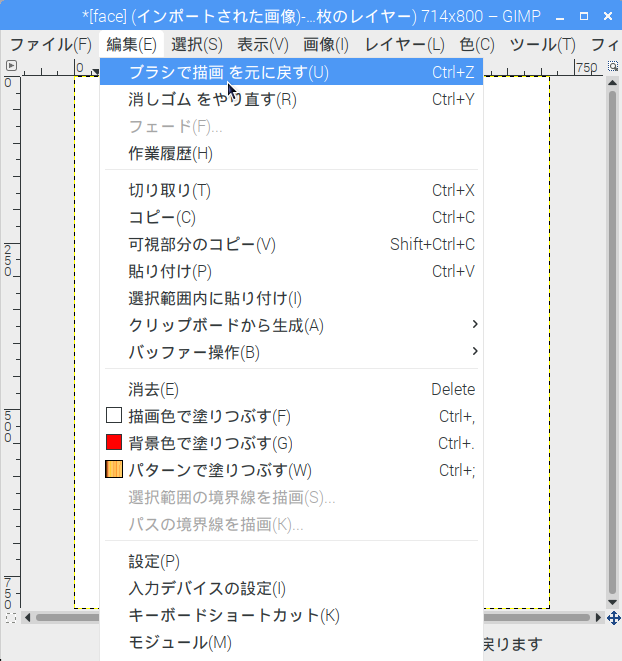 *[face] (インポートされた画像)-...枚のレイヤー) 714x800 – GIMP
ファイル(F) 編集(E) 選択(S) 表示(V) 画像(I) レイヤー(L) 色(C) ツール(T) フィ
0 750
0
ブラシで描画 を元に戻す(U) Ctrl+Z
消しゴム をやり直す(R) Ctrl+Y
フェード(F)...
作業履歴(H)
切り取り(T) Ctrl+X
コピー(C) Ctrl+C
可視部分のコピー(V) Shift+Ctrl+C
250
貼り付け(P) Ctrl+V
選択範囲内に貼り付け(I)
クリップボードから生成(A)
バッファー操作(B)
消去(E) Delete
描画色で塗りつぶす(F) Ctrl+,
500
背景色で塗りつぶす(G) Ctrl+.
パターンで塗りつぶす(W) Ctrl+;
選択範囲の境界線を描画(S)...
パスの境界線を描画(K)...
設定(P)
750
入力デバイスの設定(I)
キーボードショートカット(K)
モジュール(M) 戻ります